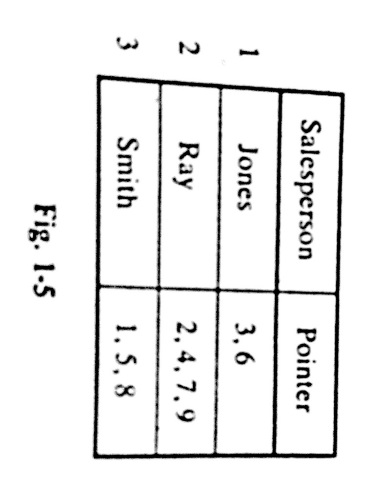 Salesperson Pointer
1 Jones 3, 6
2 Ray 2, 4, 7, 9
3 Smith 1, 5, 8
Fig. 1-5